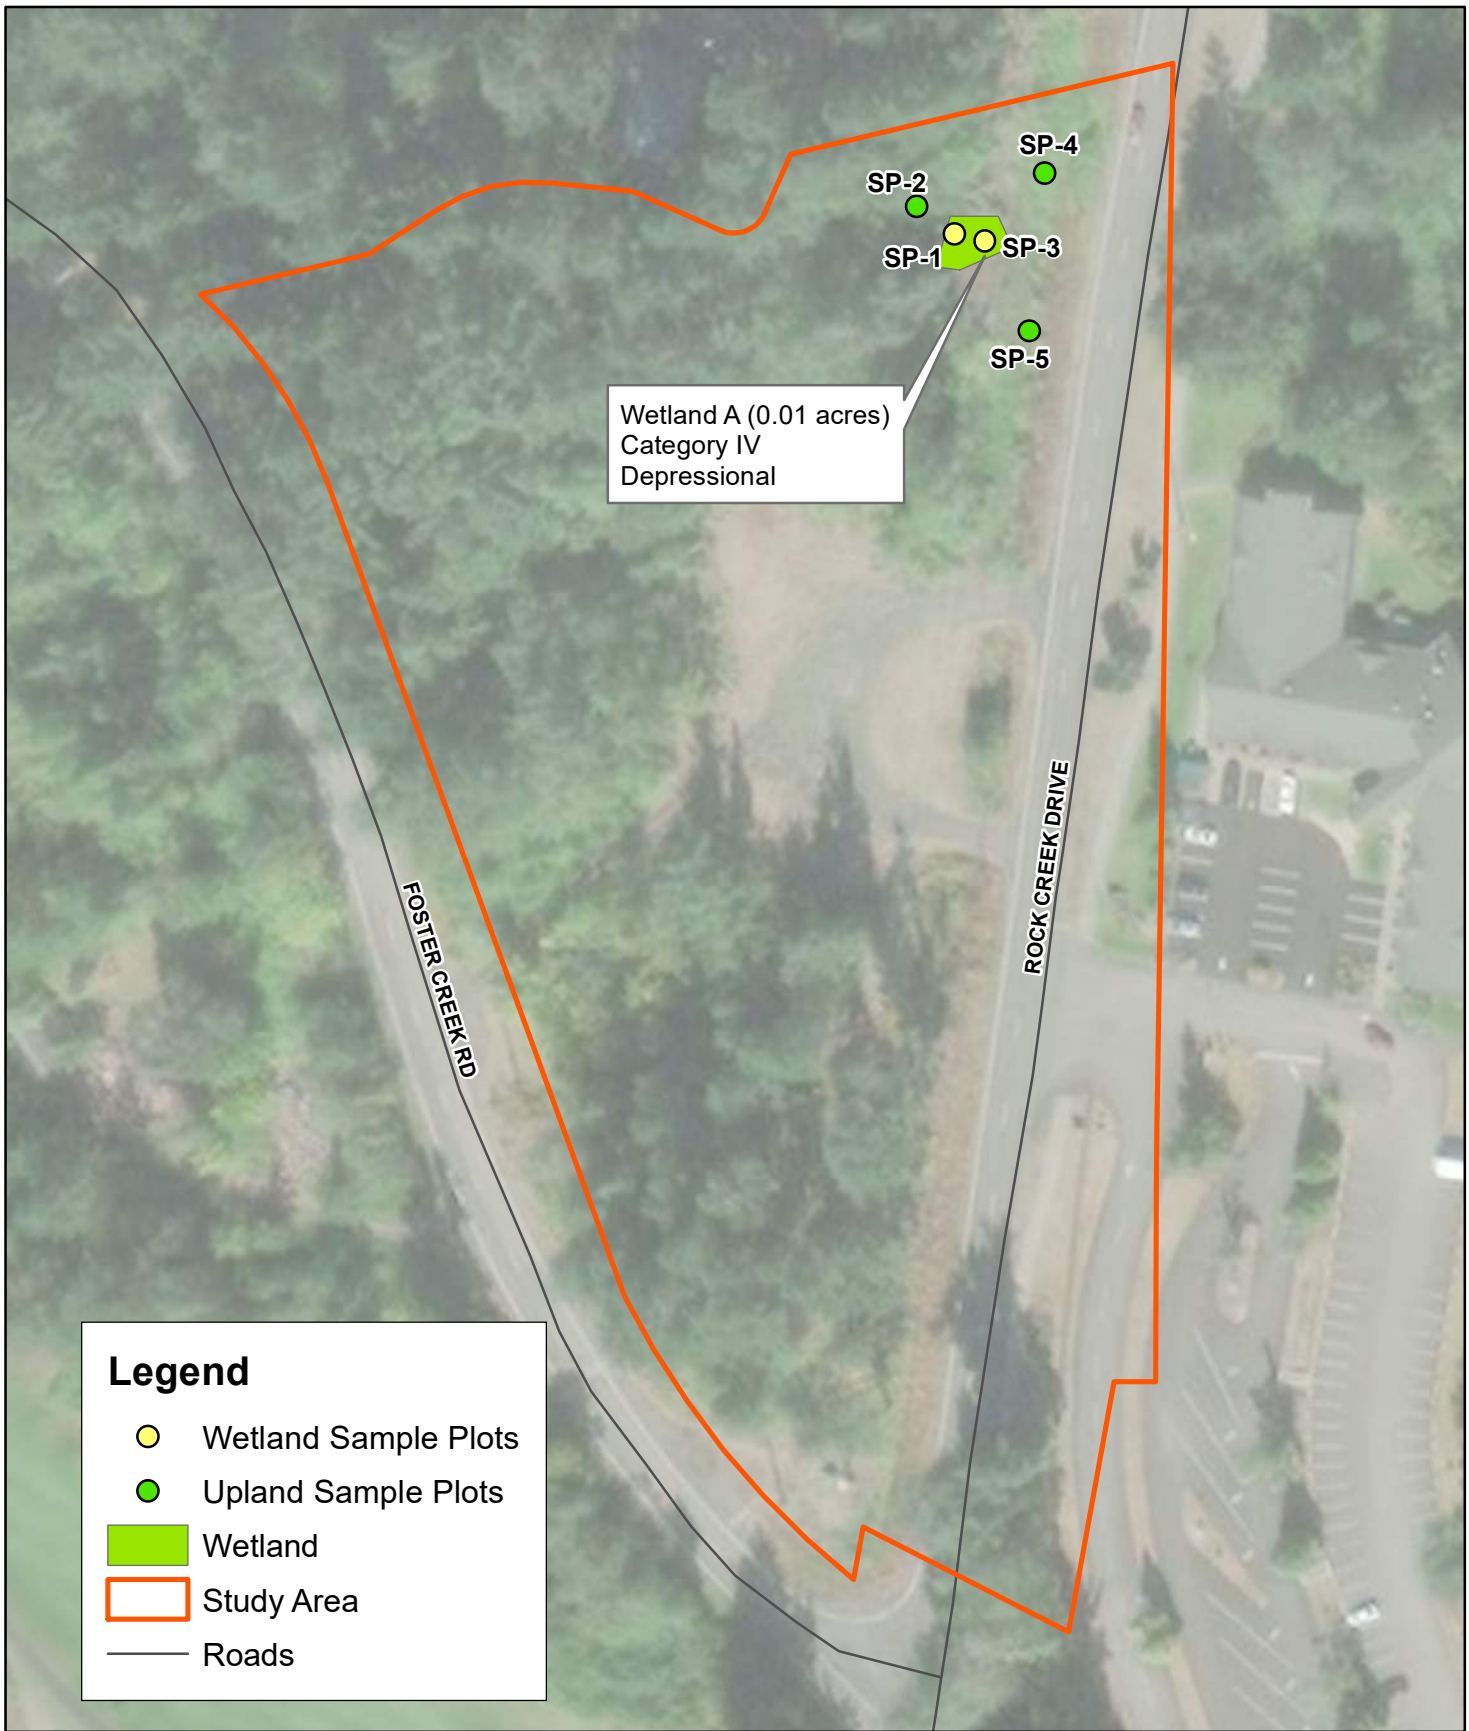 SP-4
SP-2
SP-1
SP-3
SP-5
Wetland A (0.01 acres)
Category IV
Depressional
ROCK CREEK DRIVE
FOSTER CREEK RD
Legend
Wetland Sample Plots
Upland Sample Plots
Wetland
Study Area
Roads